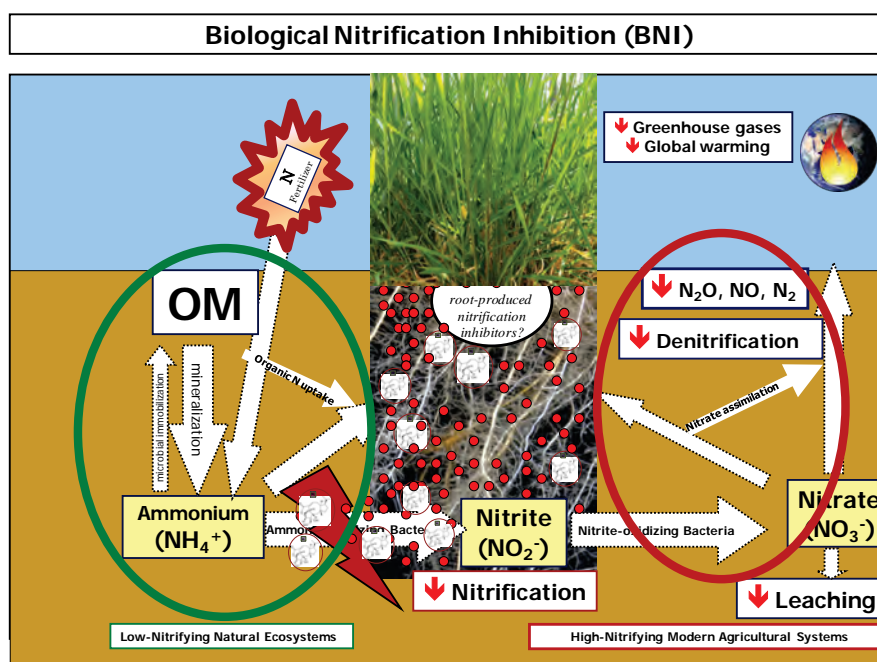 Biological Nitrification Inhibition (BNI)
Greenhouse gases
Global warming
N
Fertilizer
OM
root-produced
nitrification
inhibitors?
N₂O, NO, N₂
Denitrification
Organic N uptake
Nitrate assimilation
microbial immobilization
mineralization
Ammonium
(NH₄⁺)
Nitrite
(NO₂⁻)
Nitrite-oxidizing Bacteria
Nitrate
(NO₃⁻)
Nitrification
Leaching
Low-Nitrifying Natural Ecosystems
High-Nitrifying Modern Agricultural Systems